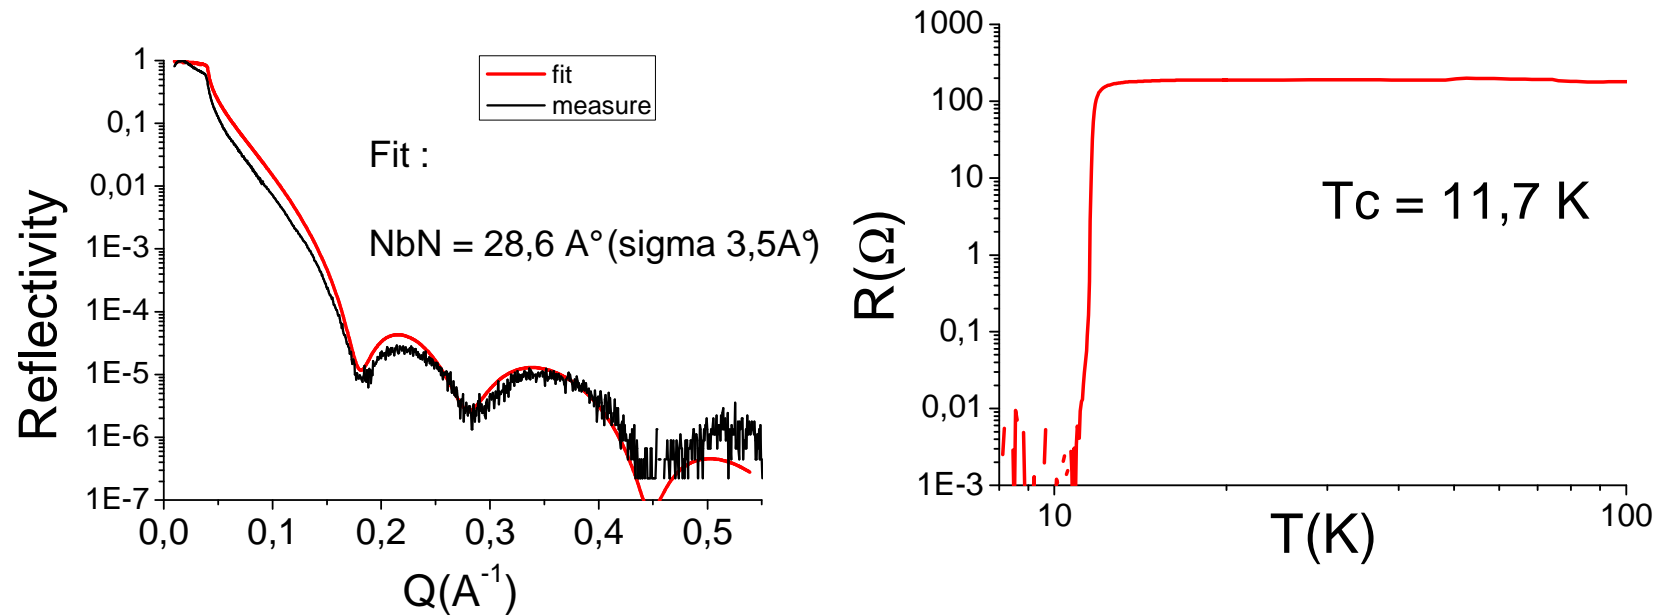 1
0,1
0,01
1E-3
1E-4
1E-5
1E-6
1E-7
0,0 0,1 0,2 0,3 0,4 0,5
Reflectivity
Q(A⁻¹)
fit
measure
Fit :
NbN = 28,6 A° (sigma 3,5A°)
1000
100
10
1
0,1
0,01
1E-3
10 100
R(Ω)
T(K)
Tc = 11,7 K